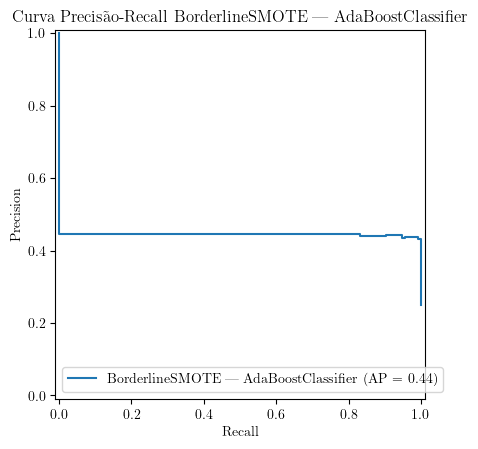 Curva Precisão-Recall BorderlineSMOTE — AdaBoostClassifier
1.0
0.8
0.6
0.4
0.2
0.0
Precision
BorderlineSMOTE — AdaBoostClassifier (AP = 0.44)
0.0 0.2 0.4 0.6 0.8 1.0
Recall